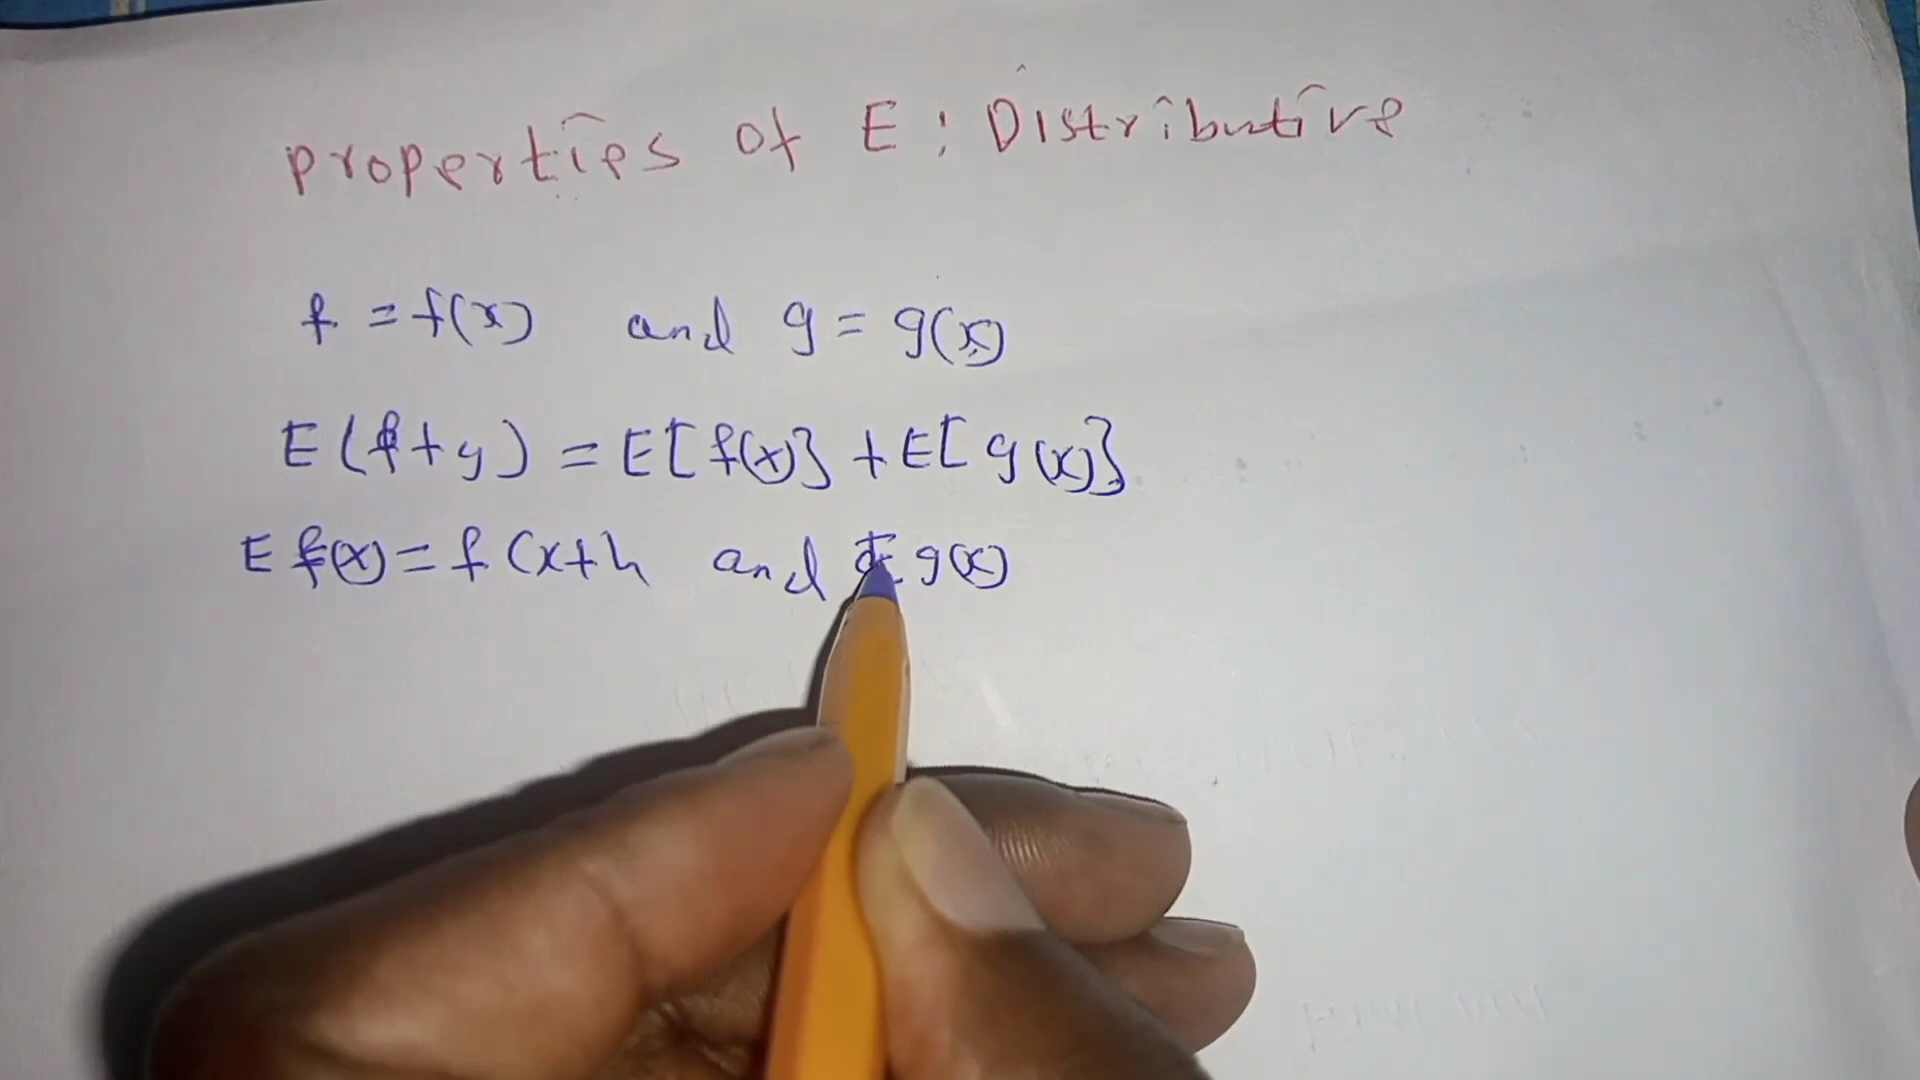 properties of E : Distributive
f = f(x) and g = g(x)
E(f+y) = E[f(x)} + E[g(x)}
E f(x) = f(x+h and E g(x)